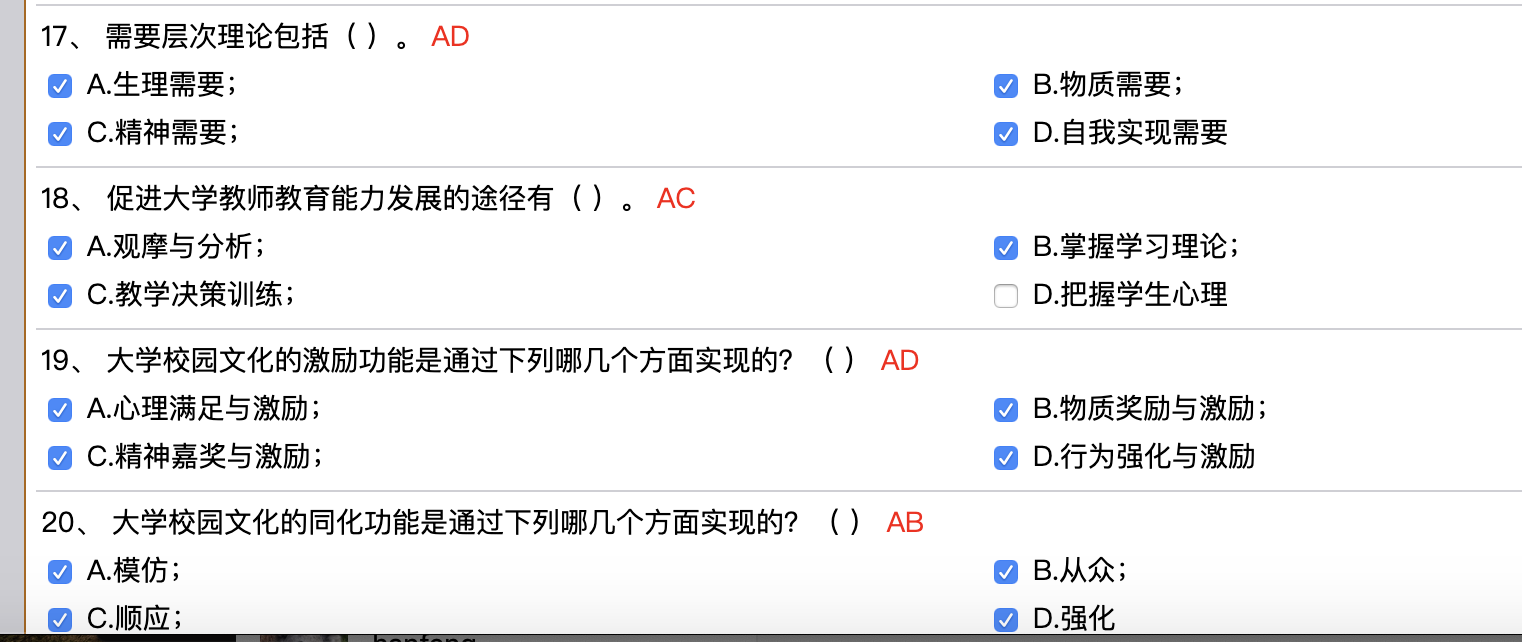 17、 需要层次理论包括（ ）。 AD
A.生理需要； B.物质需要；
C.精神需要； D.自我实现需要
18、 促进大学教师教育能力发展的途径有（ ）。 AC
A.观摩与分析； B.掌握学习理论；
C.教学决策训练； D.把握学生心理
19、 大学校园文化的激励功能是通过下列哪几个方面实现的？ （ ） AD
A.心理满足与激励； B.物质奖励与激励；
C.精神嘉奖与激励； D.行为强化与激励
20、 大学校园文化的同化功能是通过下列哪几个方面实现的？ （ ） AB
A.模仿； B.从众；
C.顺应； D.强化